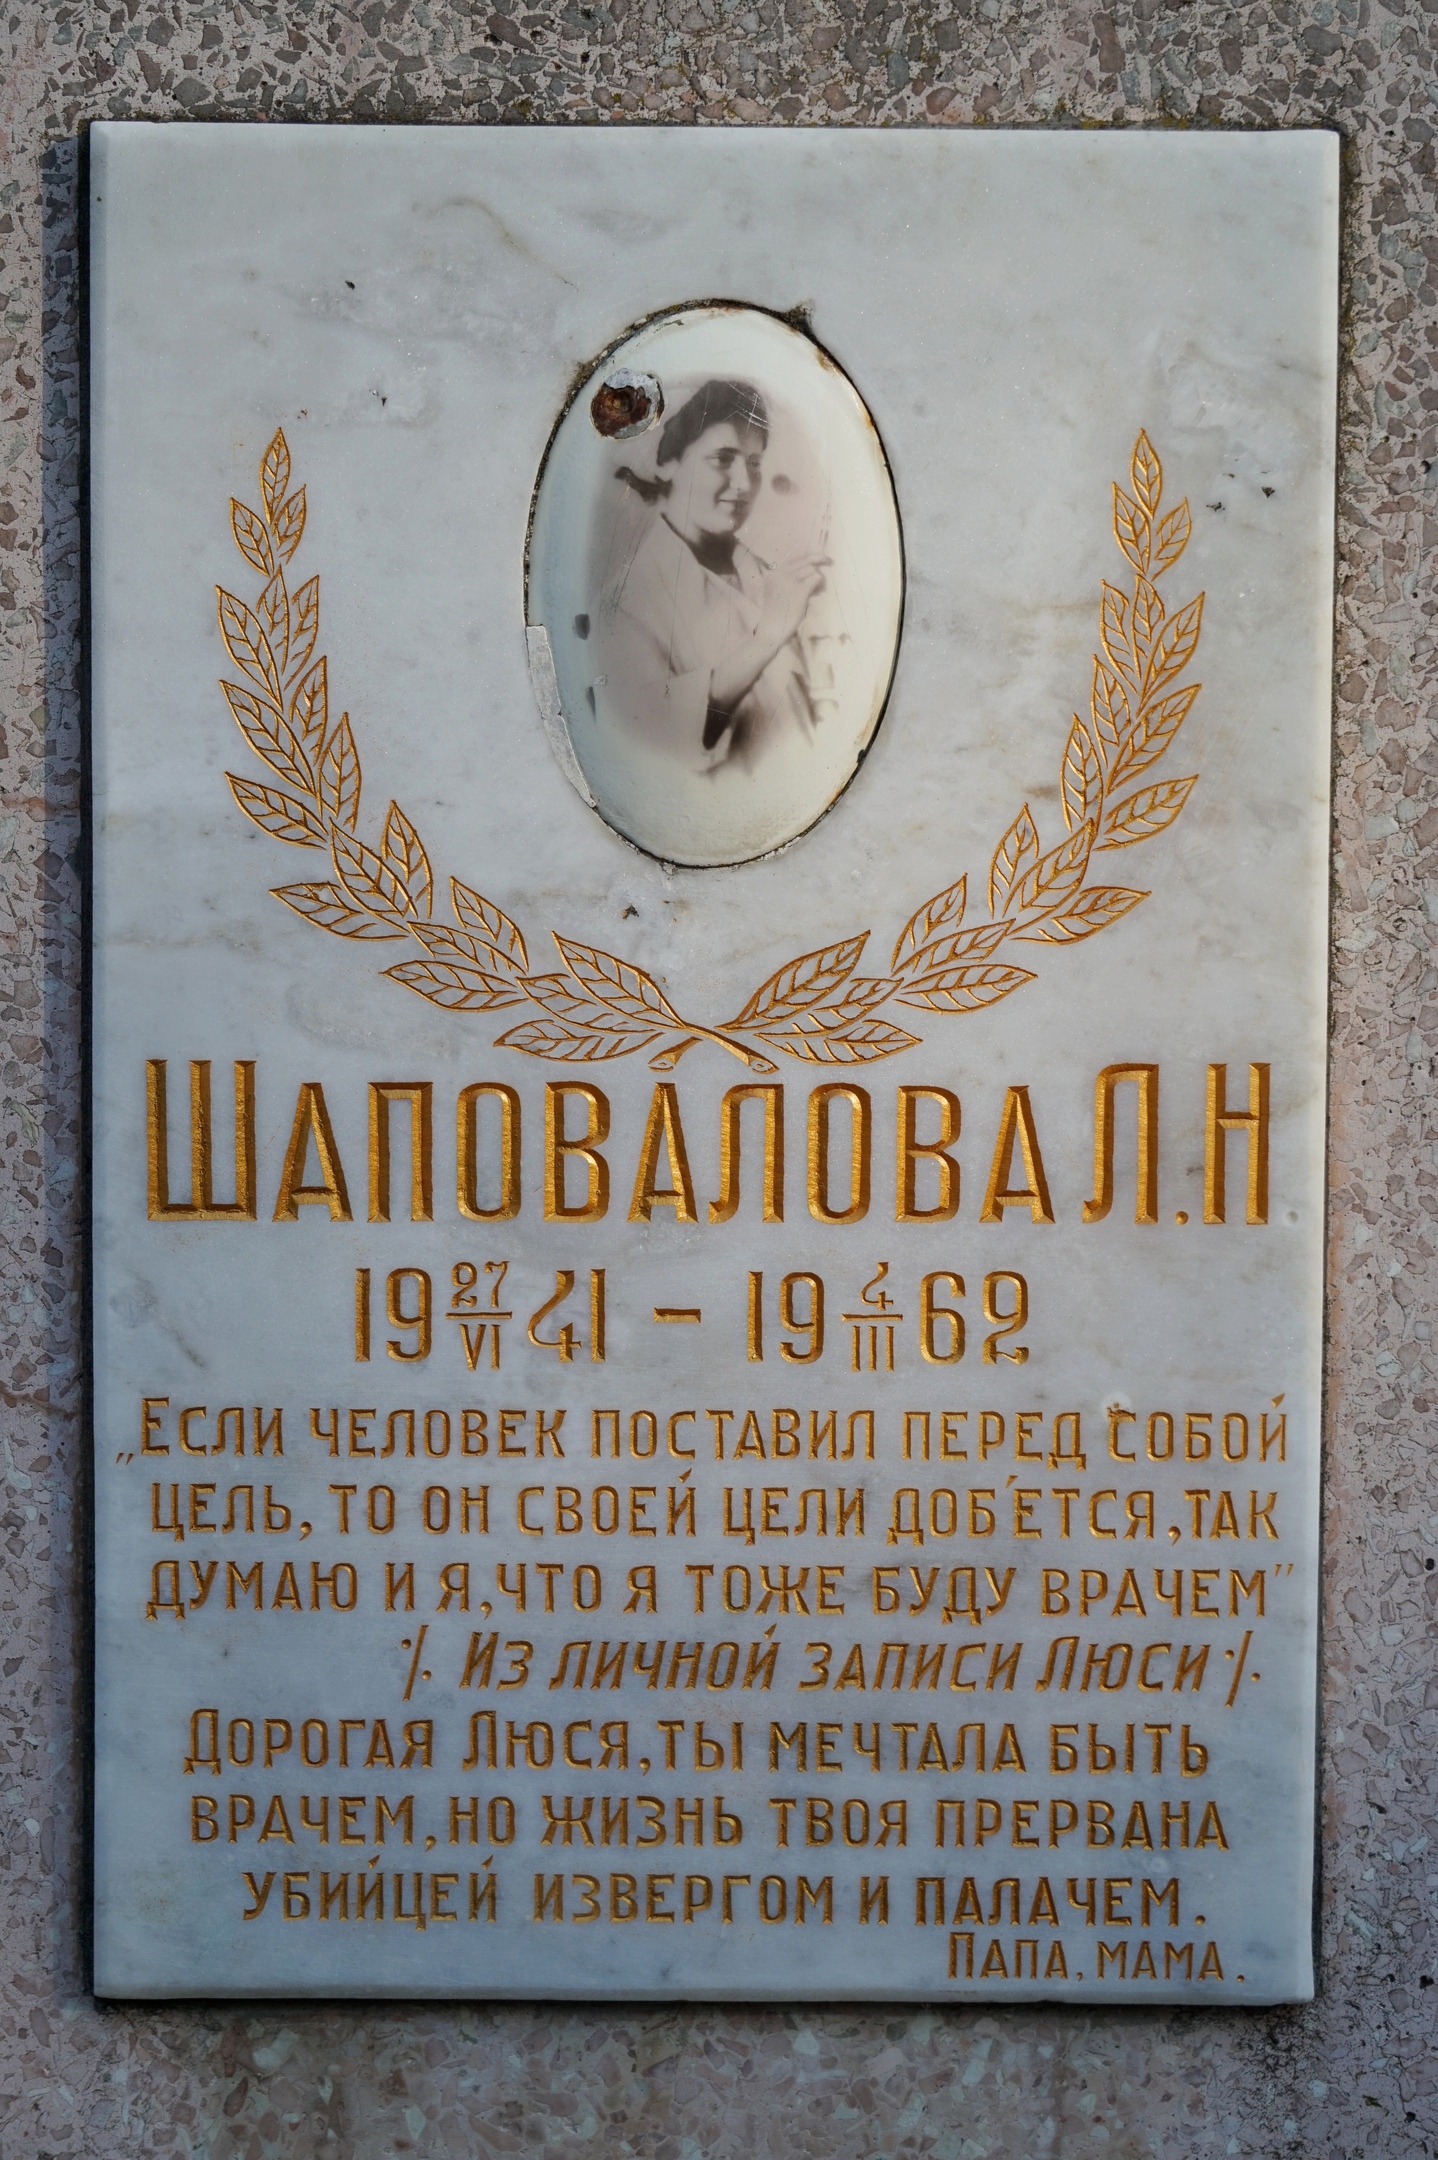 ШАПОВАЛОВА Л.Н
19 27/VI 41 – 19 4/III 62
„Если человек поставил перед собой
цель, то он своей цели доб'ется, так
думаю и я, что я тоже буду врачем"
·/. Из личной записи Люси ·/.
Дорогая Люся, ты мечтала быть
врачем, но жизнь твоя прервана
убийцей извергом и палачем.
Папа, мама.